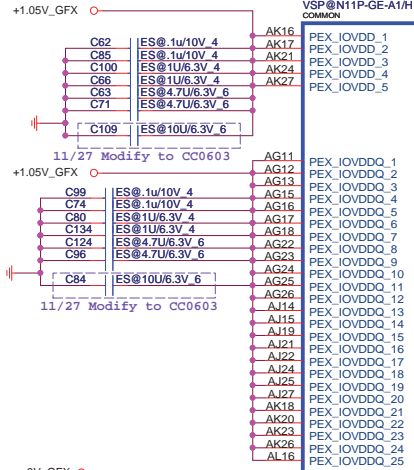 VSP@N11P-GE-A1/H
COMMON
+1.05V_GFX
AK16 PEX_IOVDD_1
AK17 PEX_IOVDD_2
AK21 PEX_IOVDD_3
AK24 PEX_IOVDD_4
AK27 PEX_IOVDD_5
C62 ES@.1u/10V_4
C85 ES@.1u/10V_4
C100 ES@1U/6.3V_4
C66 ES@1U/6.3V_4
C63 ES@4.7U/6.3V_6
C71 ES@4.7U/6.3V_6
C109 ES@10U/6.3V_6
11/27 Modify to CC0603
+1.05V_GFX
AG11 PEX_IOVDDQ_1
AG12 PEX_IOVDDQ_2
AG13 PEX_IOVDDQ_3
AG15 PEX_IOVDDQ_4
AG16 PEX_IOVDDQ_5
AG17 PEX_IOVDDQ_6
AG18 PEX_IOVDDQ_7
AG22 PEX_IOVDDQ_8
AG23 PEX_IOVDDQ_9
AG24 PEX_IOVDDQ_10
AG25 PEX_IOVDDQ_11
AG26 PEX_IOVDDQ_12
AJ14 PEX_IOVDDQ_13
AJ15 PEX_IOVDDQ_14
AJ19 PEX_IOVDDQ_15
AJ21 PEX_IOVDDQ_16
AJ22 PEX_IOVDDQ_17
AJ24 PEX_IOVDDQ_18
AJ25 PEX_IOVDDQ_19
AJ27 PEX_IOVDDQ_20
AK18 PEX_IOVDDQ_21
AK20 PEX_IOVDDQ_22
AK23 PEX_IOVDDQ_23
AK26 PEX_IOVDDQ_24
AL16 PEX_IOVDDQ_25
C99 ES@.1u/10V_4
C74 ES@.1u/10V_4
C80 ES@1U/6.3V_4
C134 ES@1U/6.3V_4
C124 ES@4.7U/6.3V_6
C96 ES@4.7U/6.3V_6
C84 ES@10U/6.3V_6
11/27 Modify to CC0603